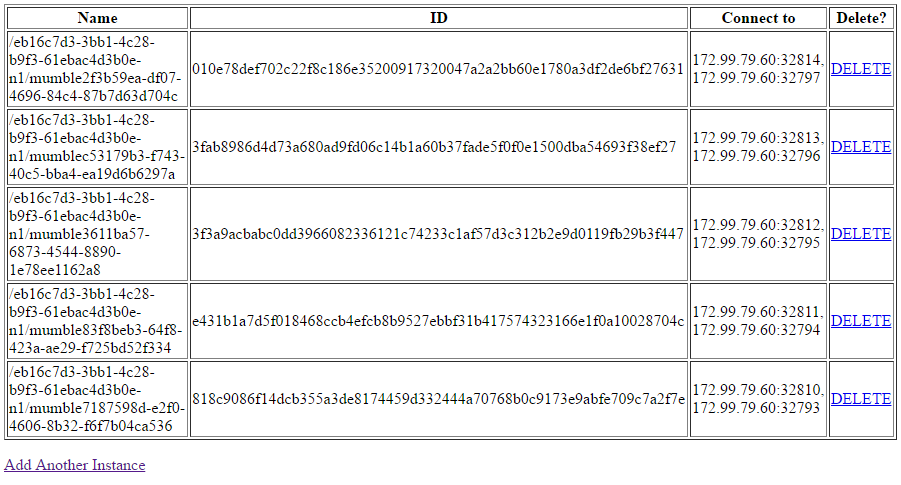 Name ID Connect to Delete?
/eb16c7d3-3bb1-4c28-
b9f3-61ebac4d3b0e-
n1/mumble2f3b59ea-df07-
4696-84c4-87b7d63d704c
010e78def702c22f8c186e35200917320047a2a2bb60e1780a3df2de6bf27631
172.99.79.60:32814,
172.99.79.60:32797
DELETE
/eb16c7d3-3bb1-4c28-
b9f3-61ebac4d3b0e-
n1/mumblec53179b3-f743-
40c5-bba4-ea19d6b6297a
3fab8986d4d73a680ad9fd06c14b1a60b37fade5f0f0e1500dba54693f38ef27
172.99.79.60:32813,
172.99.79.60:32796
DELETE
/eb16c7d3-3bb1-4c28-
b9f3-61ebac4d3b0e-
n1/mumble3611ba57-
6873-4544-8890-
1e78ee1162a8
3f3a9acbabc0dd3966082336121c74233c1af57d3c312b2e9d0119fb29b3f447
172.99.79.60:32812,
172.99.79.60:32795
DELETE
/eb16c7d3-3bb1-4c28-
b9f3-61ebac4d3b0e-
n1/mumble83f8beb3-64f8-
423a-ae29-f725bd52f334
e431b1a7d5f018468ccb4efcb8b9527ebbf31b417574323166e1f0a10028704c
172.99.79.60:32811,
172.99.79.60:32794
DELETE
/eb16c7d3-3bb1-4c28-
b9f3-61ebac4d3b0e-
n1/mumble7187598d-e2f0-
4606-8b32-f6f7b04ca536
818c9086f14dcb355a3de8174459d332444a70768b0c9173e9abfe709c7a2f7e
172.99.79.60:32810,
172.99.79.60:32793
DELETE
Add Another Instance